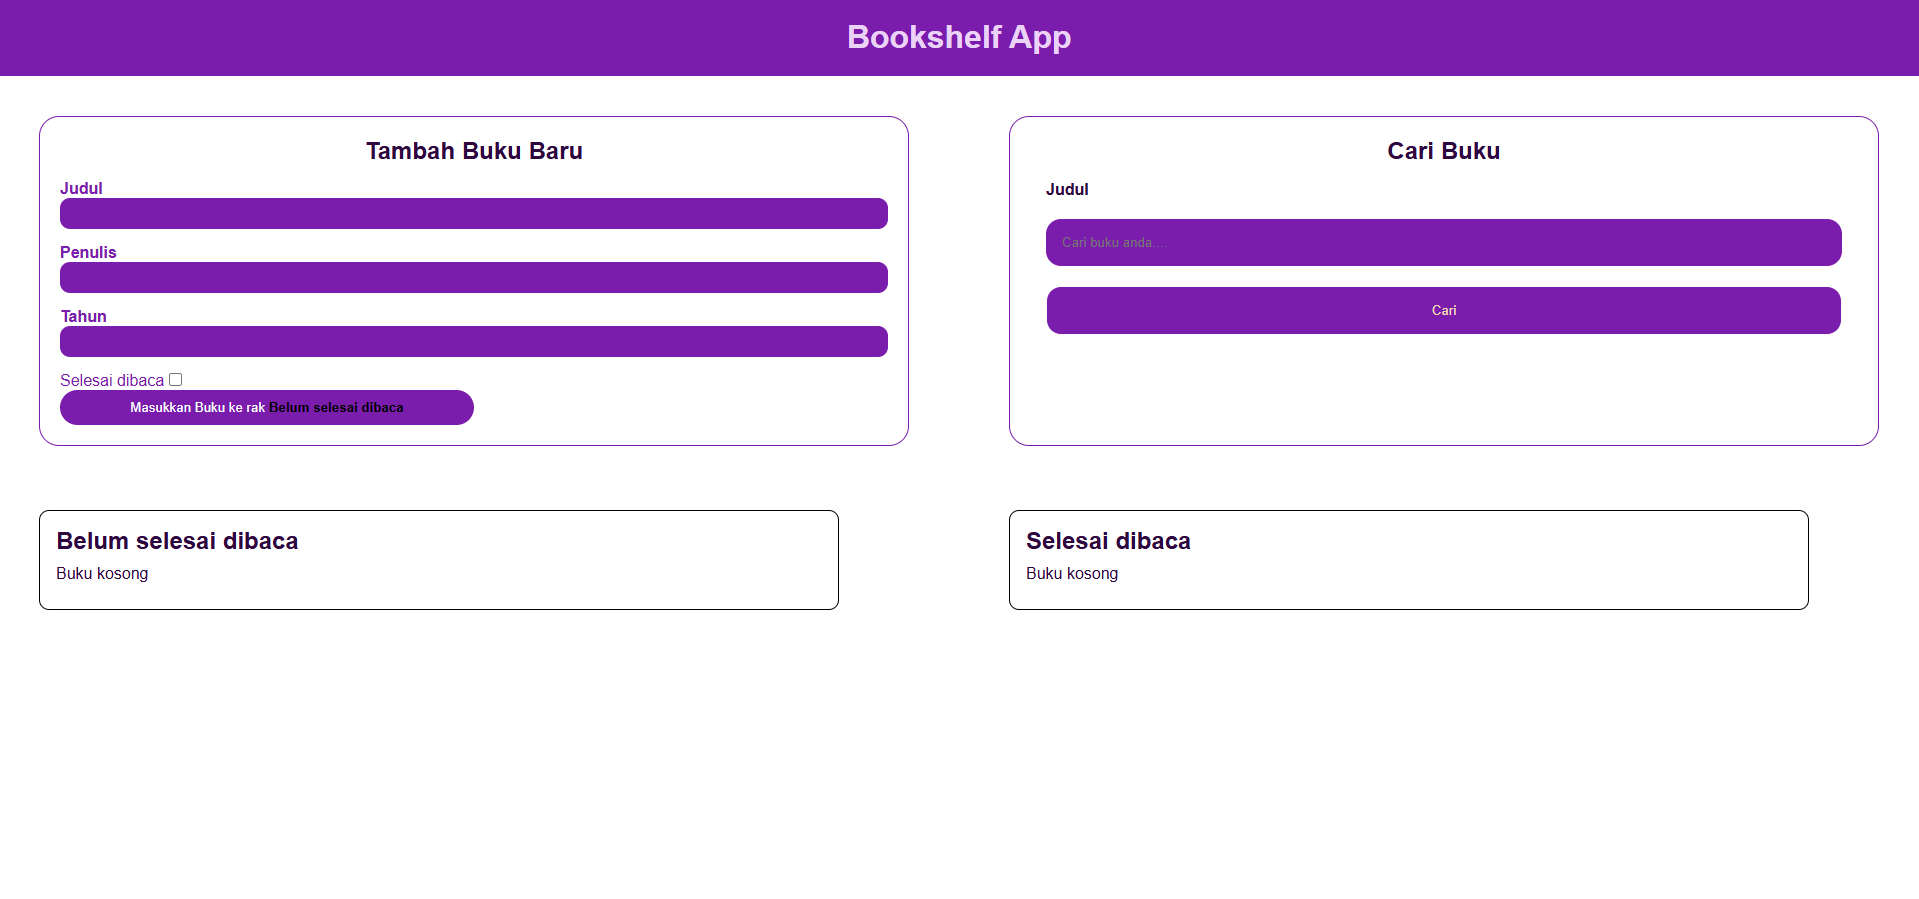 Bookshelf App
Tambah Buku Baru
Judul
Penulis
Tahun
Selesai dibaca
Masukkan Buku ke rak Belum selesai dibaca
Cari Buku
Judul
Cari buku anda....
Cari
Belum selesai dibaca
Buku kosong
Selesai dibaca
Buku kosong